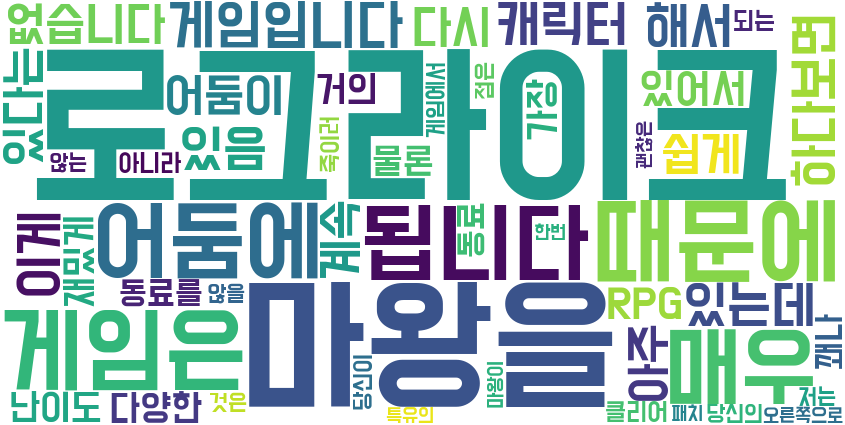 없습니다 게임입니다 다시 캐릭터 해서 되는
있다는 로그라이크 하다보면
어둠이 거의 게임에서 점은 가장 있어서
않는 아니라 있음 죽이러 물론 괜찮은 쉽게
이게 재밌게 어둠에 계속 됩니다 동료 한번 때문에
동료를 않을 RPG 있는데
게임은 마왕을 아주 매우 꽤나
난이도 다양한 것은 당신이 특유의 마왕이 클리어 패치 당신의 저는 오른쪽으로